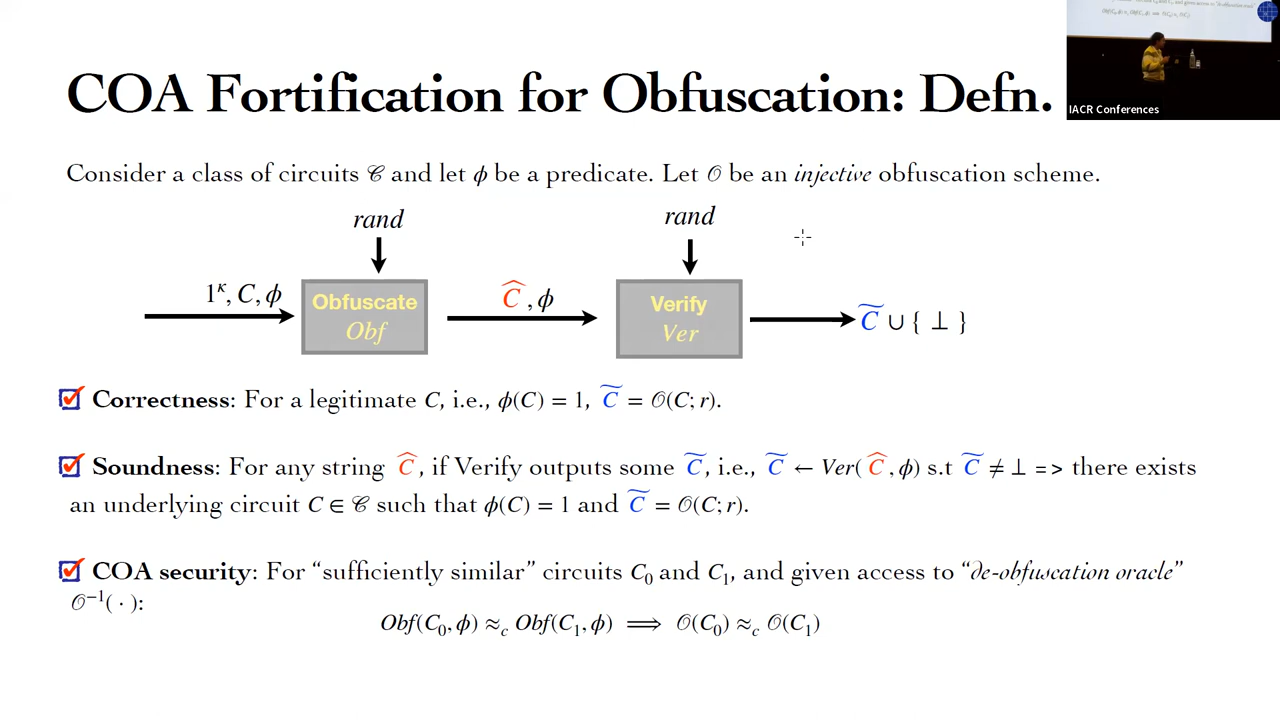 COA Fortification for Obfuscation: Defn.
IACR Conferences
Consider a class of circuits 𝒞 and let ϕ be a predicate. Let 𝒪 be an injective obfuscation scheme.
rand
rand
1^κ, C, ϕ
Obfuscate
Obf
Ĉ, ϕ
Verify
Ver
C̃ ∪ { ⊥ }
Correctness: For a legitimate C, i.e., ϕ(C) = 1, C̃ = 𝒪(C; r).
Soundness: For any string Ĉ, if Verify outputs some C̃, i.e., C̃ ← Ver( Ĉ, ϕ) s.t C̃ ≠ ⊥ => there exists
an underlying circuit C ∈ 𝒞 such that ϕ(C) = 1 and C̃ = 𝒪(C; r).
COA security: For “sufficiently similar” circuits C₀ and C₁, and given access to “de-obfuscation oracle”
𝒪⁻¹( · ):
Obf(C₀, ϕ) ≈_c Obf(C₁, ϕ) ⟹ 𝒪(C₀) ≈_c 𝒪(C₁)